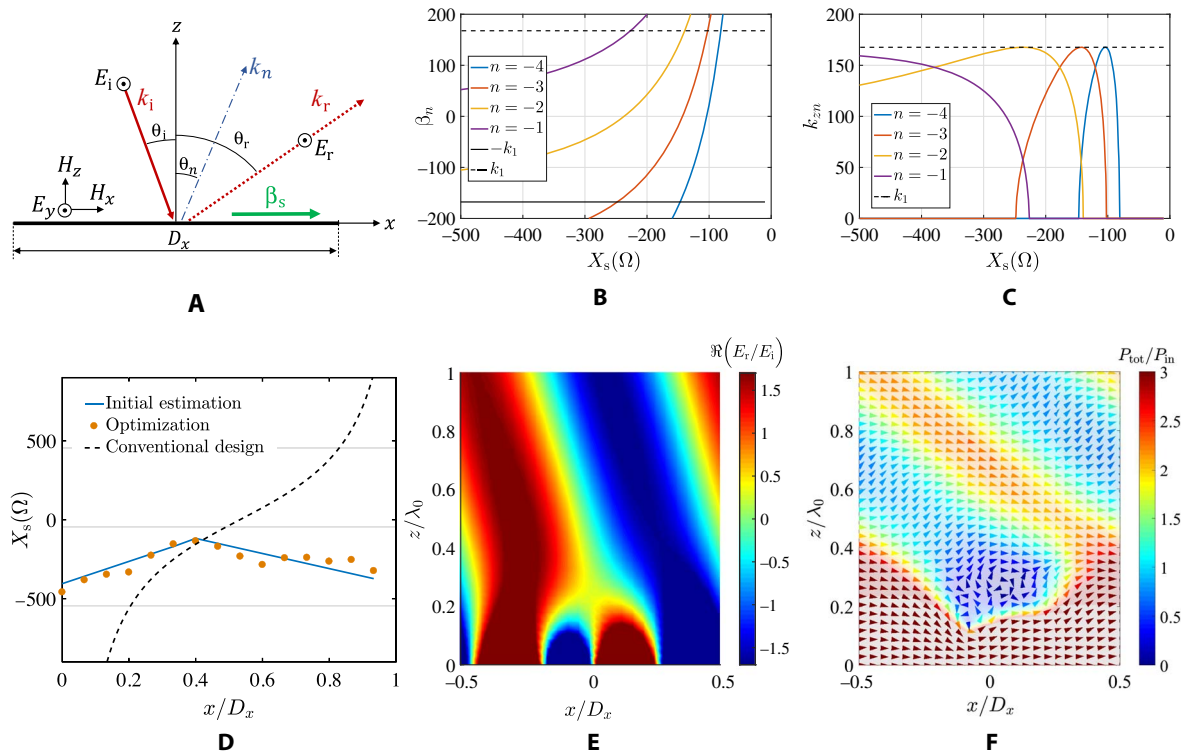 z
E_i
k_i
k_n
k_r
θ_i
θ_r
θ_n
E_r
H_z
H_x
E_y
β_s
x
D_x
A
β_n
200
150
100
50
0
−50
−100
−150
−200
n = −4
n = −3
n = −2
n = −1
−k_1
k_1
−500 −400 −300 −200 −100 0
X_s(Ω)
B
k_zn
200
150
100
50
0
n = −4
n = −3
n = −2
n = −1
k_1
−500 −400 −300 −200 −100 0
X_s(Ω)
C
X_s(Ω)
500
0
−500
Initial estimation
Optimization
Conventional design
0 0.2 0.4 0.6 0.8 1
x/D_x
D
ℜ(E_r/E_i)
z/λ_0
1
0.8
0.6
0.4
0.2
0
−0.5 0 0.5
x/D_x
1.5
1
0.5
0
−0.5
−1
−1.5
E
P_tot/P_in
z/λ_0
1
0.8
0.6
0.4
0.2
0
−0.5 0 0.5
x/D_x
3
2.5
2
1.5
1
0.5
0
F